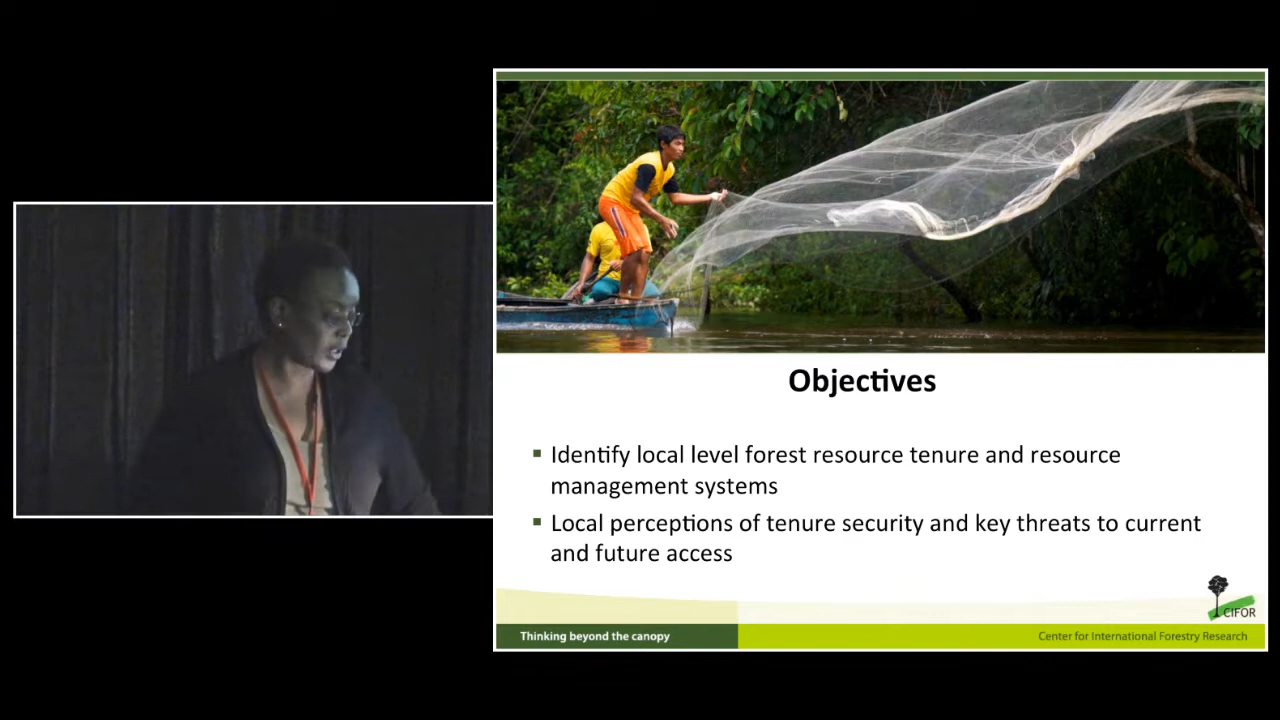 Objectives
Identify local level forest resource tenure and resource
management systems
Local perceptions of tenure security and key threats to current
and future access
CIFOR
Thinking beyond the canopy
Center for International Forestry Research